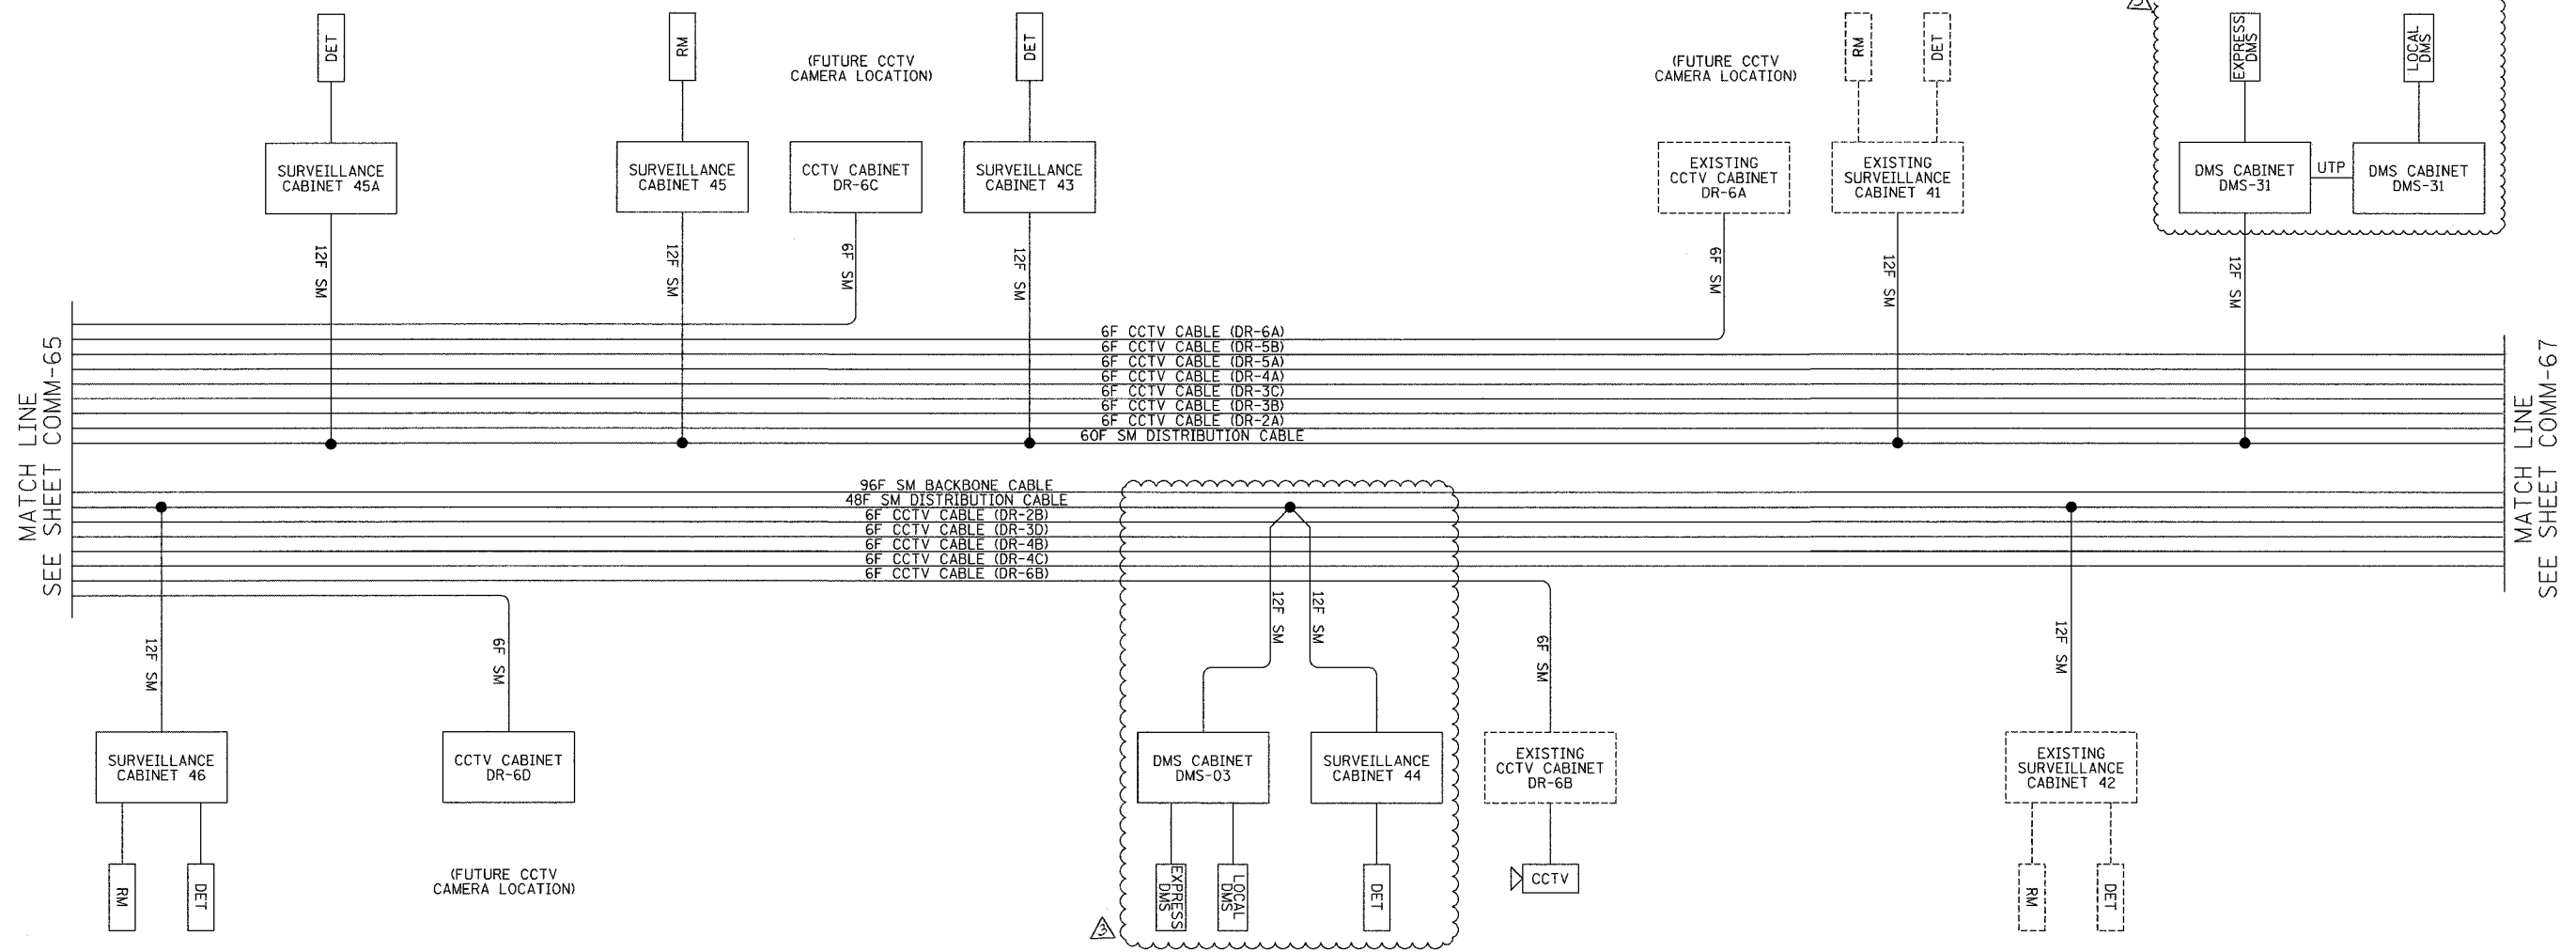 DET
RM
(FUTURE CCTV
CAMERA LOCATION)
DET
(FUTURE CCTV
CAMERA LOCATION)
RM
DET
EXPRESS
DMS
LOCAL
DMS
SURVEILLANCE
CABINET 45A
SURVEILLANCE
CABINET 45
CCTV CABINET
DR-6C
SURVEILLANCE
CABINET 43
EXISTING
CCTV CABINET
DR-6A
EXISTING
SURVEILLANCE
CABINET 41
DMS CABINET
DMS-31
UTP
DMS CABINET
DMS-31
12F SM
12F SM
6F SM
12F SM
6F SM
12F SM
12F SM
MATCH LINE
SEE SHEET COMM-65
6F CCTV CABLE (DR-6A)
6F CCTV CABLE (DR-5B)
6F CCTV CABLE (DR-5A)
6F CCTV CABLE (DR-4A)
6F CCTV CABLE (DR-3C)
6F CCTV CABLE (DR-3B)
6F CCTV CABLE (DR-2A)
60F SM DISTRIBUTION CABLE
96F SM BACKBONE CABLE
48F SM DISTRIBUTION CABLE
6F CCTV CABLE (DR-2B)
6F CCTV CABLE (DR-3D)
6F CCTV CABLE (DR-4B)
6F CCTV CABLE (DR-4C)
6F CCTV CABLE (DR-6B)
MATCH LINE
SEE SHEET COMM-67
12F SM
6F SM
12F SM
12F SM
6F SM
12F SM
SURVEILLANCE
CABINET 46
CCTV CABINET
DR-6D
DMS CABINET
DMS-03
SURVEILLANCE
CABINET 44
EXISTING
CCTV CABINET
DR-6B
EXISTING
SURVEILLANCE
CABINET 42
RM
DET
(FUTURE CCTV
CAMERA LOCATION)
EXPRESS
DMS
LOCAL
DMS
DET
CCTV
RM
DET
3